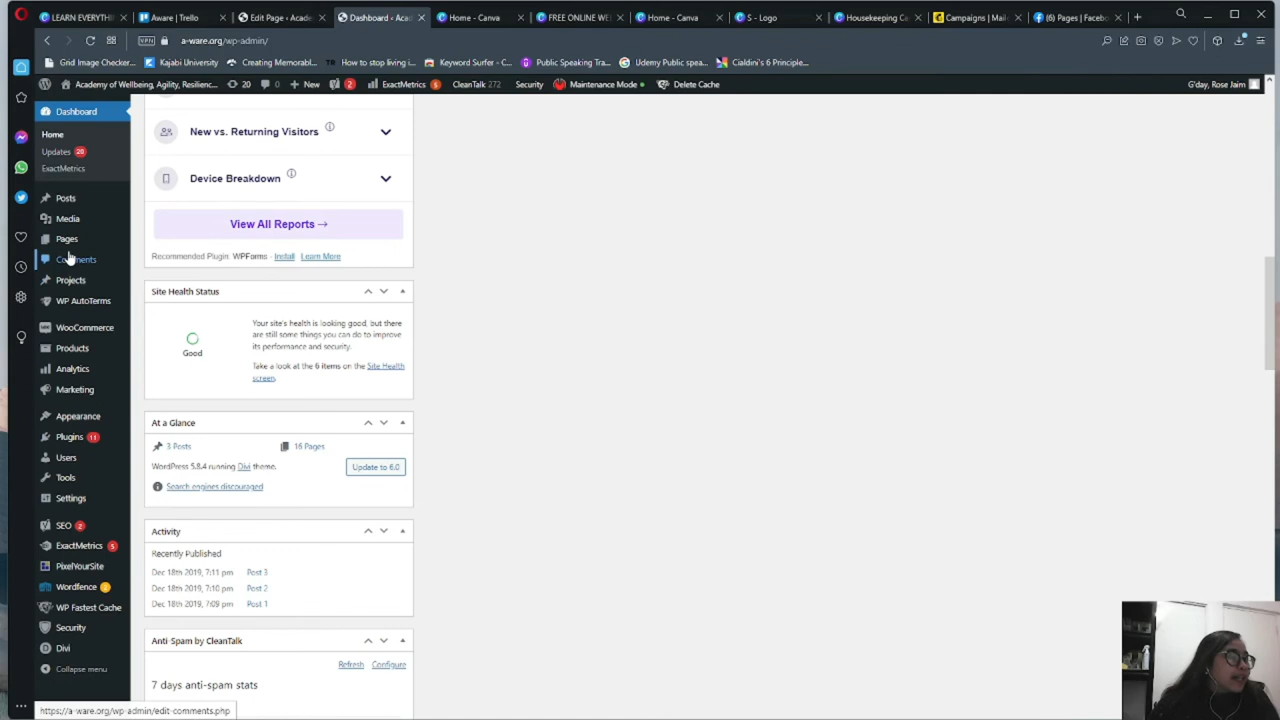 LEARN EVERYTHI
Aware | Trello
Edit Page ‹ Acade
Dashboard ‹ Acad
Home - Canva
FREE ONLINE WE
Home - Canva
S - Logo
Housekeeping Ca
Campaigns | Mail
(6) Pages | Faceb
VPN
a-ware.org/wp-admin/
Grid Image Checker...
Kajabi University
Creating Memorabl...
How to stop living i...
Keyword Surfer - C...
Public Speaking Tra...
Udemy Public spea...
Cialdini's 6 Principle...
Academy of Wellbeing, Agility, Resilienc...
20
0
New
2
ExactMetrics
5
CleanTalk 272
Security
Maintenance Mode
Delete Cache
G'day, Rose Jaim
Dashboard
Home
Updates 20
ExactMetrics
Posts
Media
Pages
Comments
Projects
WP AutoTerms
WooCommerce
Products
Analytics
Marketing
Appearance
Plugins 11
Users
Tools
Settings
SEO 2
ExactMetrics 5
PixelYourSite
Wordfence 2
WP Fastest Cache
Security
Divi
Collapse menu
New vs. Returning Visitors
Device Breakdown
View All Reports →
Recommended Plugin WPForms - Install Learn More
Site Health Status
Good
Your site's health is looking good, but there
are still some things you can do to improve
its performance and security.
Take a look at the 6 items on the Site Health
screen.
At a Glance
3 Posts
16 Pages
WordPress 5.8.4 running Divi theme.
Update to 6.0
Search engines discouraged
Activity
Recently Published
Dec 18th 2019, 7:11 pm Post 3
Dec 18th 2019, 7:10 pm Post 2
Dec 18th 2019, 7:09 pm Post 1
Anti-Spam by CleanTalk
Refresh Configure
7 days anti-spam stats
https://a-ware.org/wp-admin/edit-comments.php